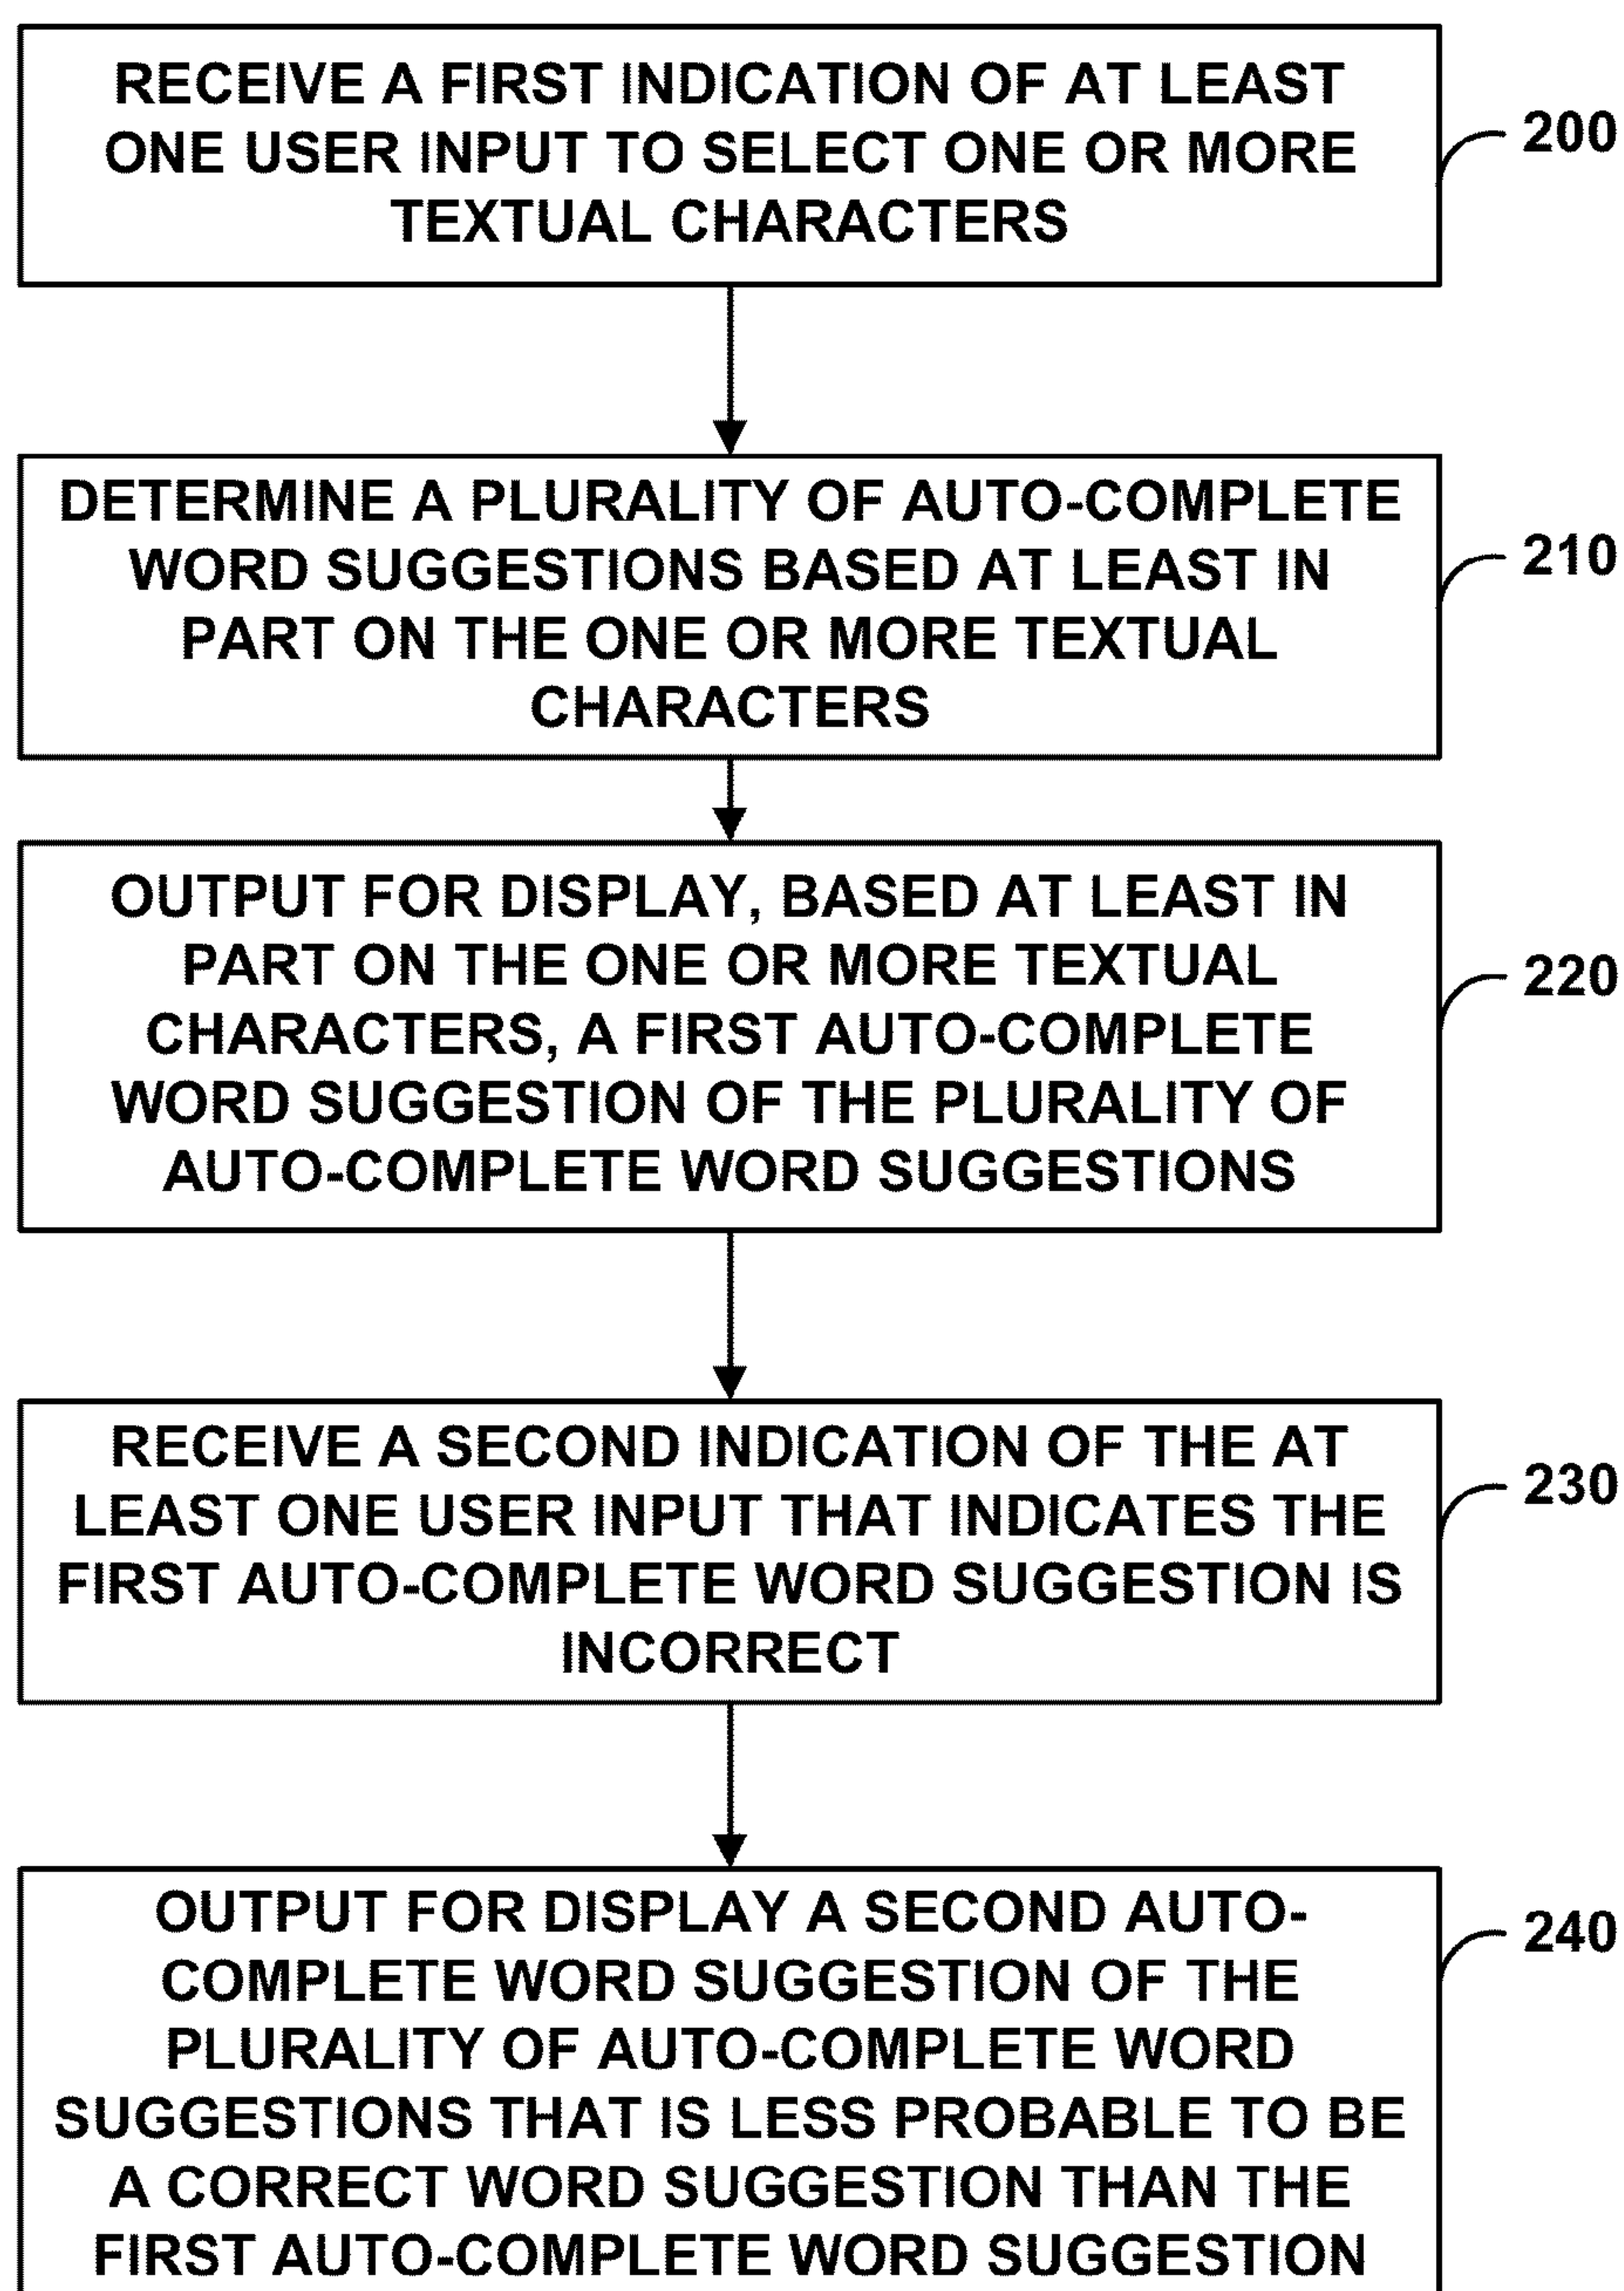 RECEIVE A FIRST INDICATION OF AT LEAST
ONE USER INPUT TO SELECT ONE OR MORE
TEXTUAL CHARACTERS
200
DETERMINE A PLURALITY OF AUTO-COMPLETE
WORD SUGGESTIONS BASED AT LEAST IN
PART ON THE ONE OR MORE TEXTUAL
CHARACTERS
210
OUTPUT FOR DISPLAY, BASED AT LEAST IN
PART ON THE ONE OR MORE TEXTUAL
CHARACTERS, A FIRST AUTO-COMPLETE
WORD SUGGESTION OF THE PLURALITY OF
AUTO-COMPLETE WORD SUGGESTIONS
220
RECEIVE A SECOND INDICATION OF THE AT
LEAST ONE USER INPUT THAT INDICATES THE
FIRST AUTO-COMPLETE WORD SUGGESTION IS
INCORRECT
230
OUTPUT FOR DISPLAY A SECOND AUTO-
COMPLETE WORD SUGGESTION OF THE
PLURALITY OF AUTO-COMPLETE WORD
SUGGESTIONS THAT IS LESS PROBABLE TO BE
A CORRECT WORD SUGGESTION THAN THE
FIRST AUTO-COMPLETE WORD SUGGESTION
240